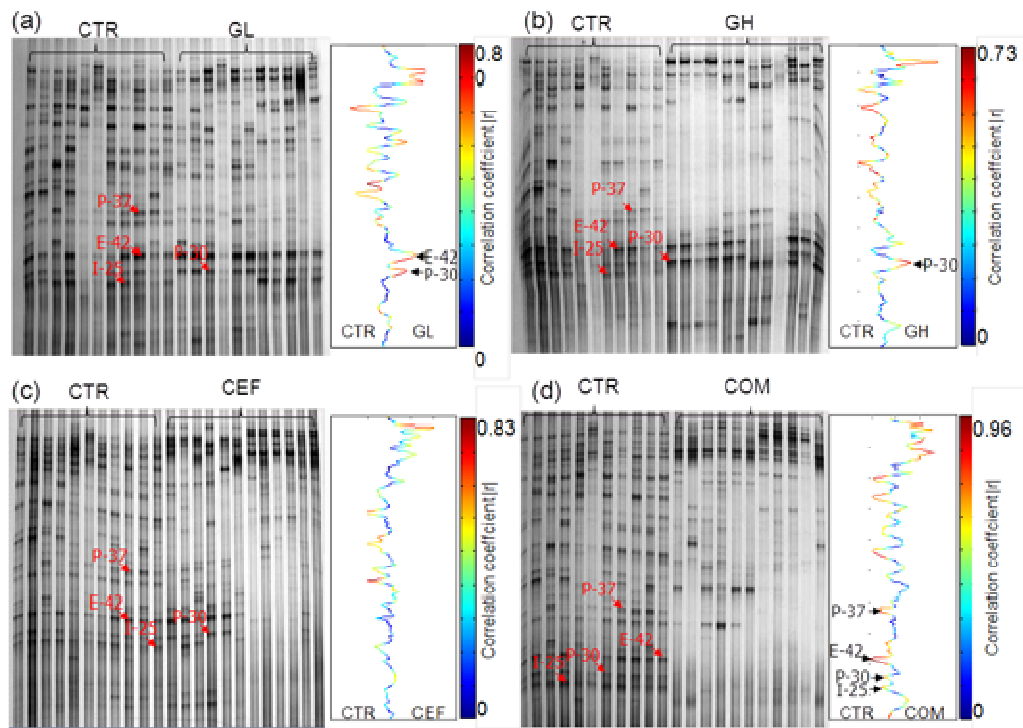 (a)
CTR
GL
P-37
E-42
I-25
P-30
E-42
P-30
CTR
GL
0.8
0
0
Correlation coeffcient|r|
(b)
CTR
GH
P-37
E-42
P-30
I-25
P-30
CTR
GH
0.73
0
Correlation coefficient|r|
(c)
CTR
CEF
P-37
E-42
P-30
I-25
CTR
CEF
0.83
0
Correlation coefficient|r|
(d)
CTR
COM
P-37
E-42
I-25
P-30
P-37
E-42
P-30
I-25
CTR
COM
0.96
0
Correlation coefficient|r|